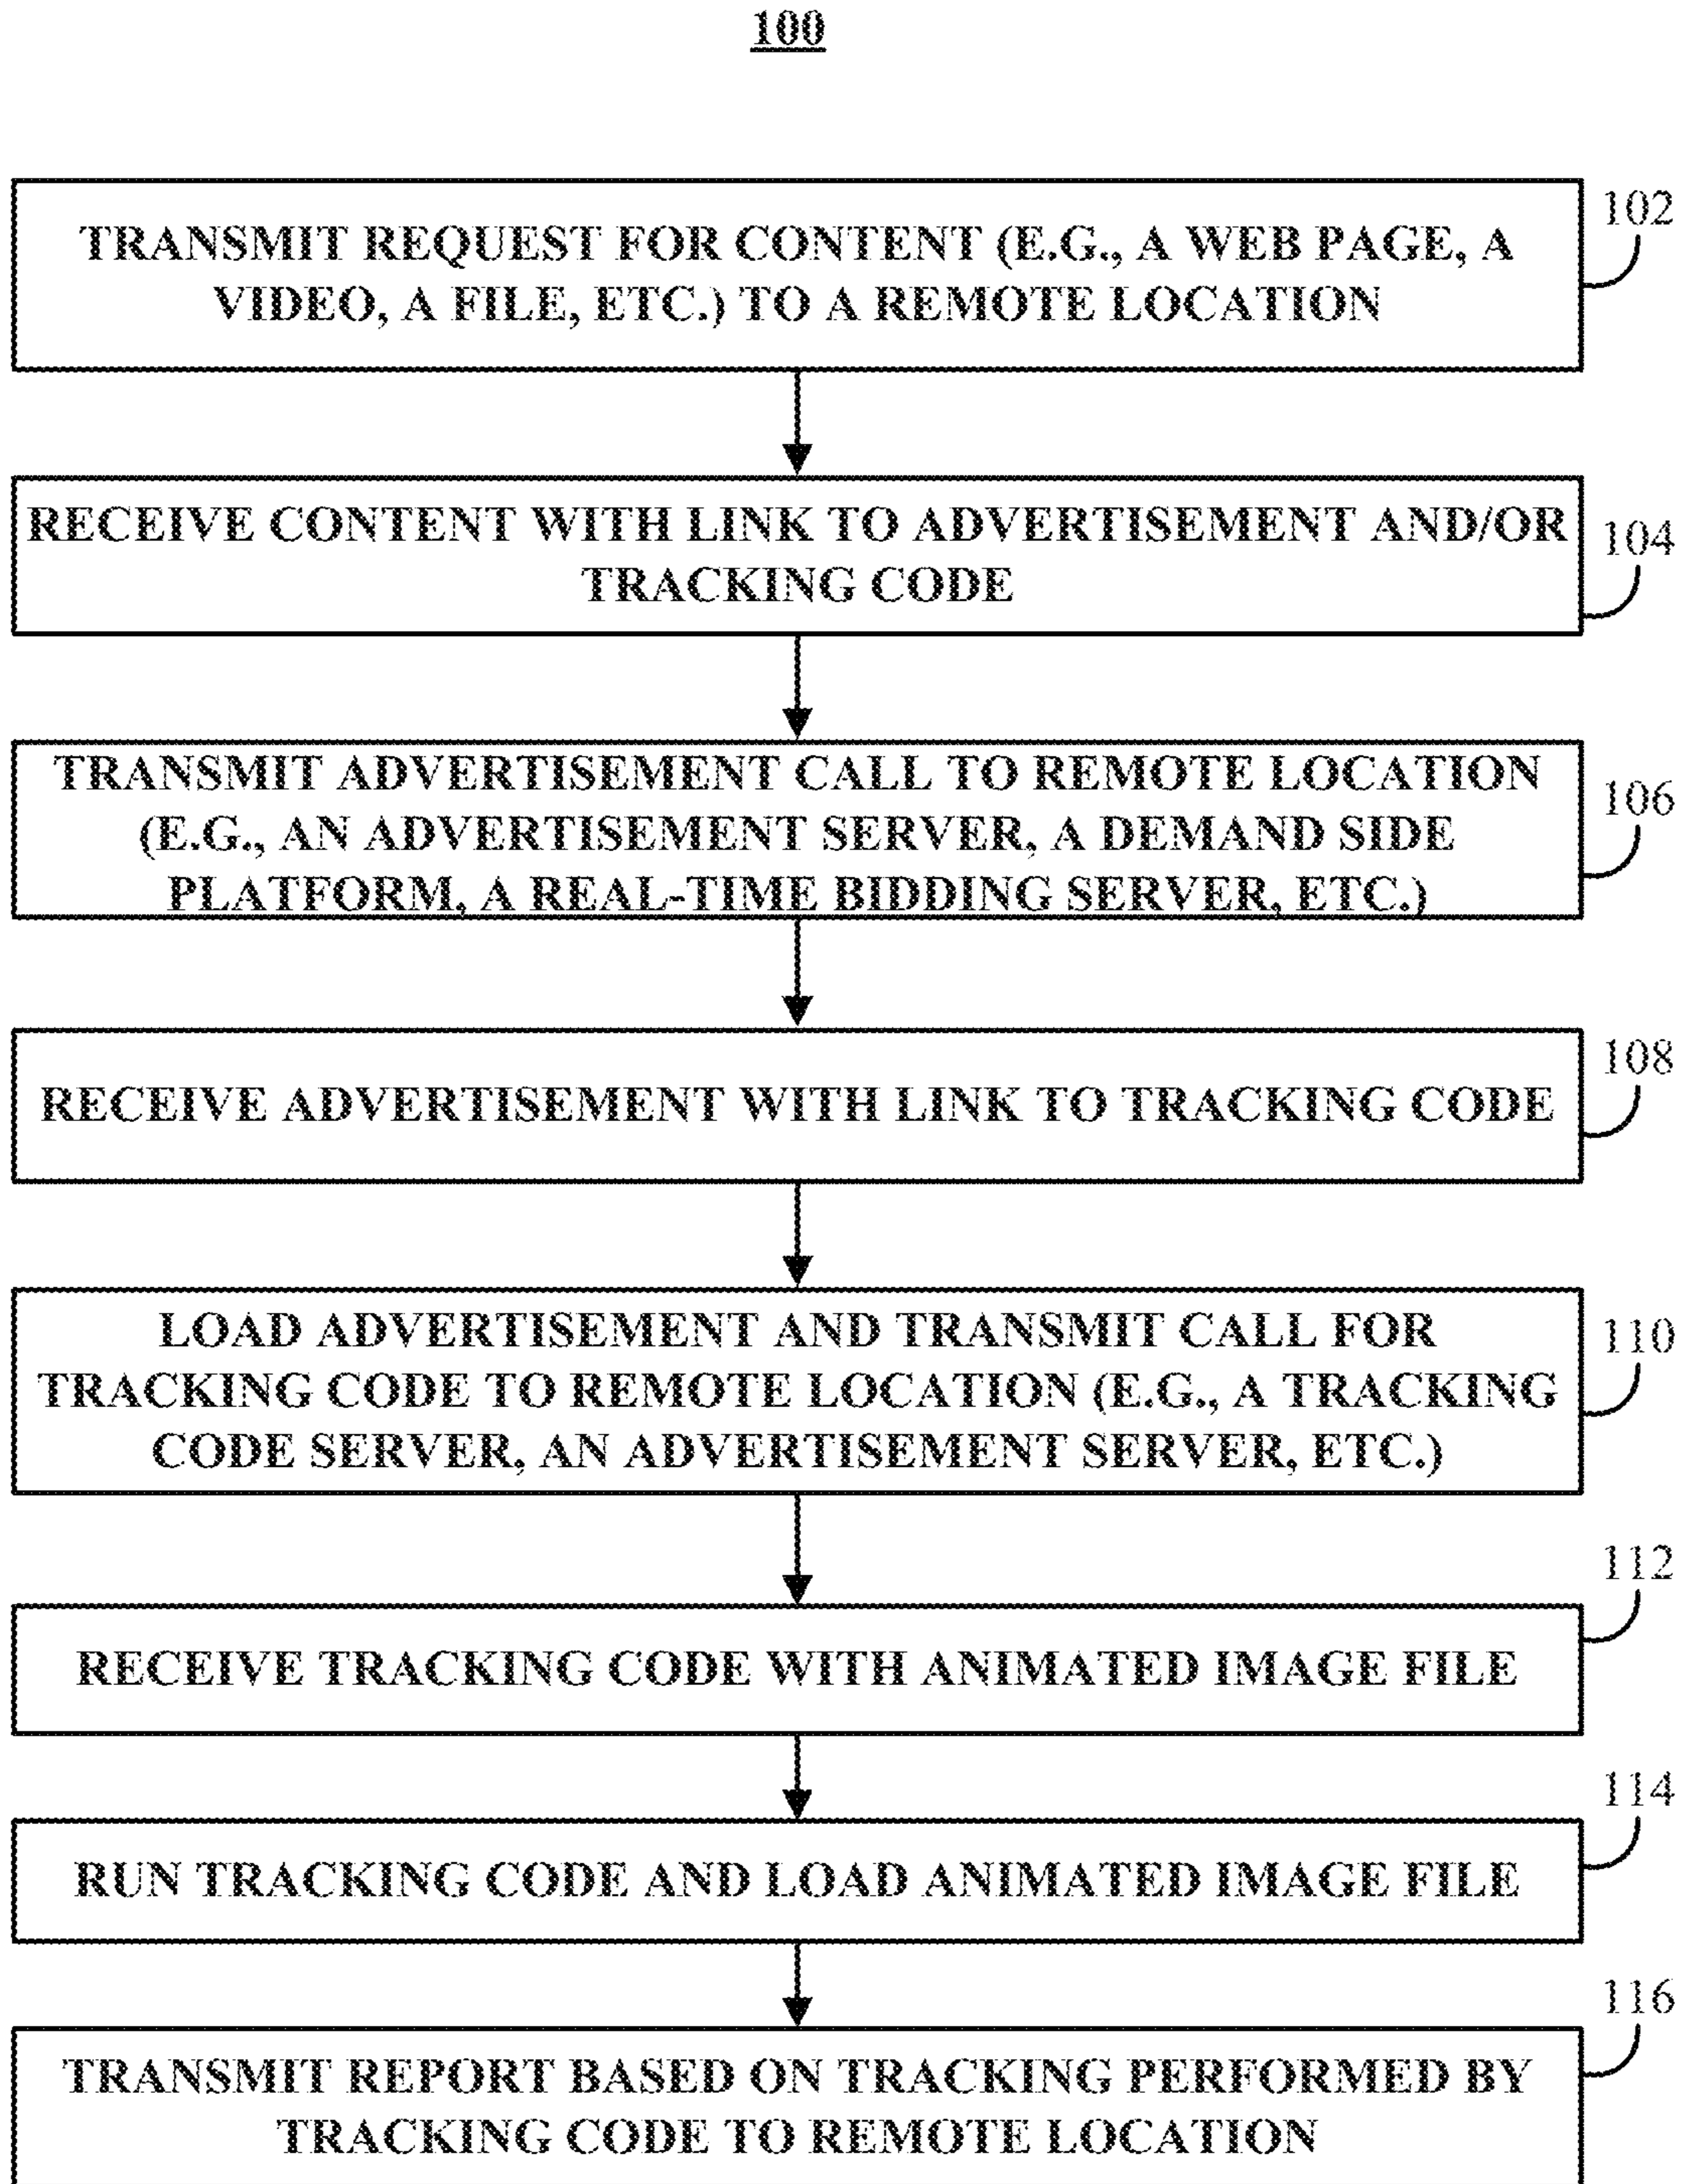 100
102
TRANSMIT REQUEST FOR CONTENT (E.G., A WEB PAGE, A
VIDEO, A FILE, ETC.) TO A REMOTE LOCATION
104
RECEIVE CONTENT WITH LINK TO ADVERTISEMENT AND/OR
TRACKING CODE
106
TRANSMIT ADVERTISEMENT CALL TO REMOTE LOCATION
(E.G., AN ADVERTISEMENT SERVER, A DEMAND SIDE
PLATFORM, A REAL-TIME BIDDING SERVER, ETC.)
108
RECEIVE ADVERTISEMENT WITH LINK TO TRACKING CODE
110
LOAD ADVERTISEMENT AND TRANSMIT CALL FOR
TRACKING CODE TO REMOTE LOCATION (E.G., A TRACKING
CODE SERVER, AN ADVERTISEMENT SERVER, ETC.)
112
RECEIVE TRACKING CODE WITH ANIMATED IMAGE FILE
114
RUN TRACKING CODE AND LOAD ANIMATED IMAGE FILE
116
TRANSMIT REPORT BASED ON TRACKING PERFORMED BY
TRACKING CODE TO REMOTE LOCATION